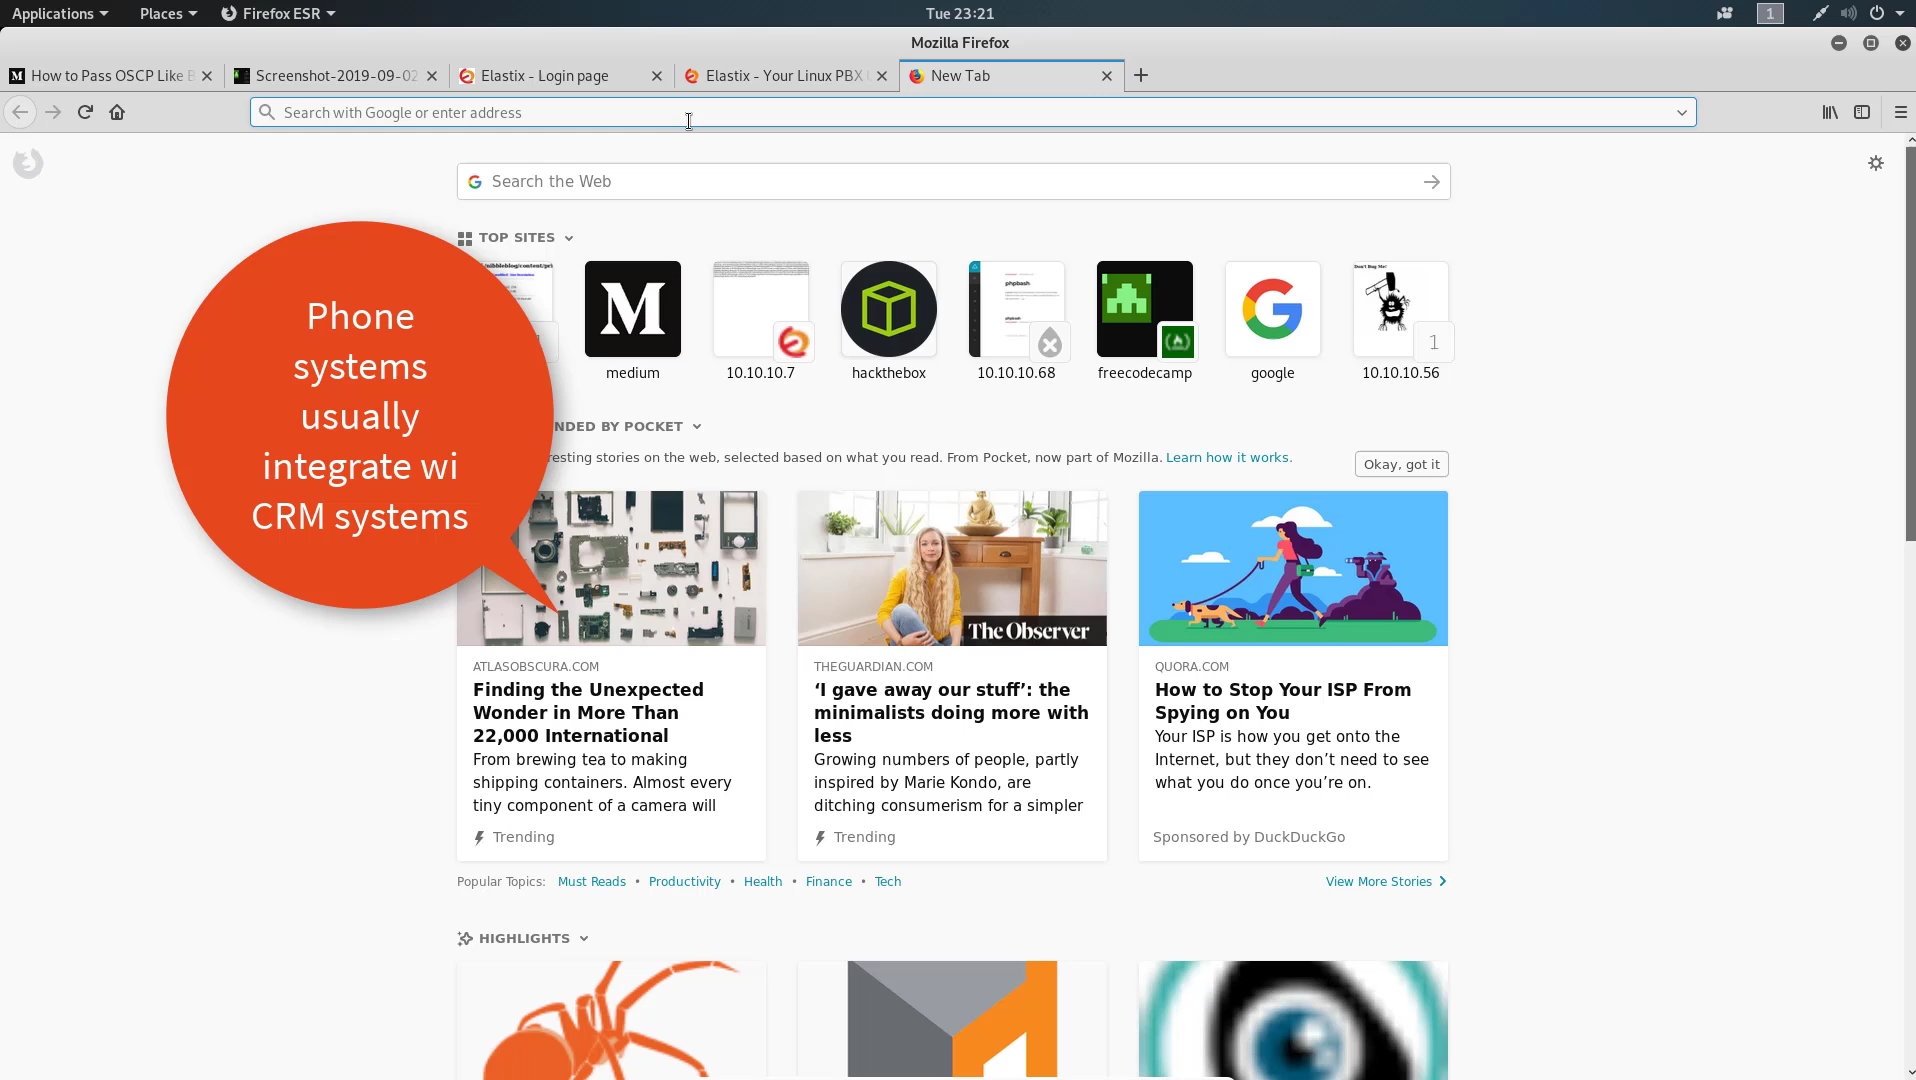 Applications
Places
Firefox ESR
Tue 23:21
1
Mozilla Firefox
How to Pass OSCP Like B
Screenshot-2019-09-02
Elastix - Login page
Elastix - Your Linux PBX
New Tab
Search with Google or enter address
Search the Web
TOP SITES
M
Don't Bug Me!
phpbash
1
medium
10.10.10.7
hackthebox
10.10.10.68
freecodecamp
google
10.10.10.56
Phone
systems
usually
integrate wi
CRM systems
NDED BY POCKET
resting stories on the web, selected based on what you read. From Pocket, now part of Mozilla. Learn how it works.
Okay, got it
The Observer
ATLASOBSCURA.COM
Finding the Unexpected
Wonder in More Than
22,000 International
From brewing tea to making
shipping containers. Almost every
tiny component of a camera will
Trending
THEGUARDIAN.COM
‘I gave away our stuff’: the
minimalists doing more with
less
Growing numbers of people, partly
inspired by Marie Kondo, are
ditching consumerism for a simpler
Trending
QUORA.COM
How to Stop Your ISP From
Spying on You
Your ISP is how you get onto the
Internet, but they don’t need to see
what you do once you’re on.
Sponsored by DuckDuckGo
Popular Topics: Must Reads • Productivity • Health • Finance • Tech
View More Stories
HIGHLIGHTS